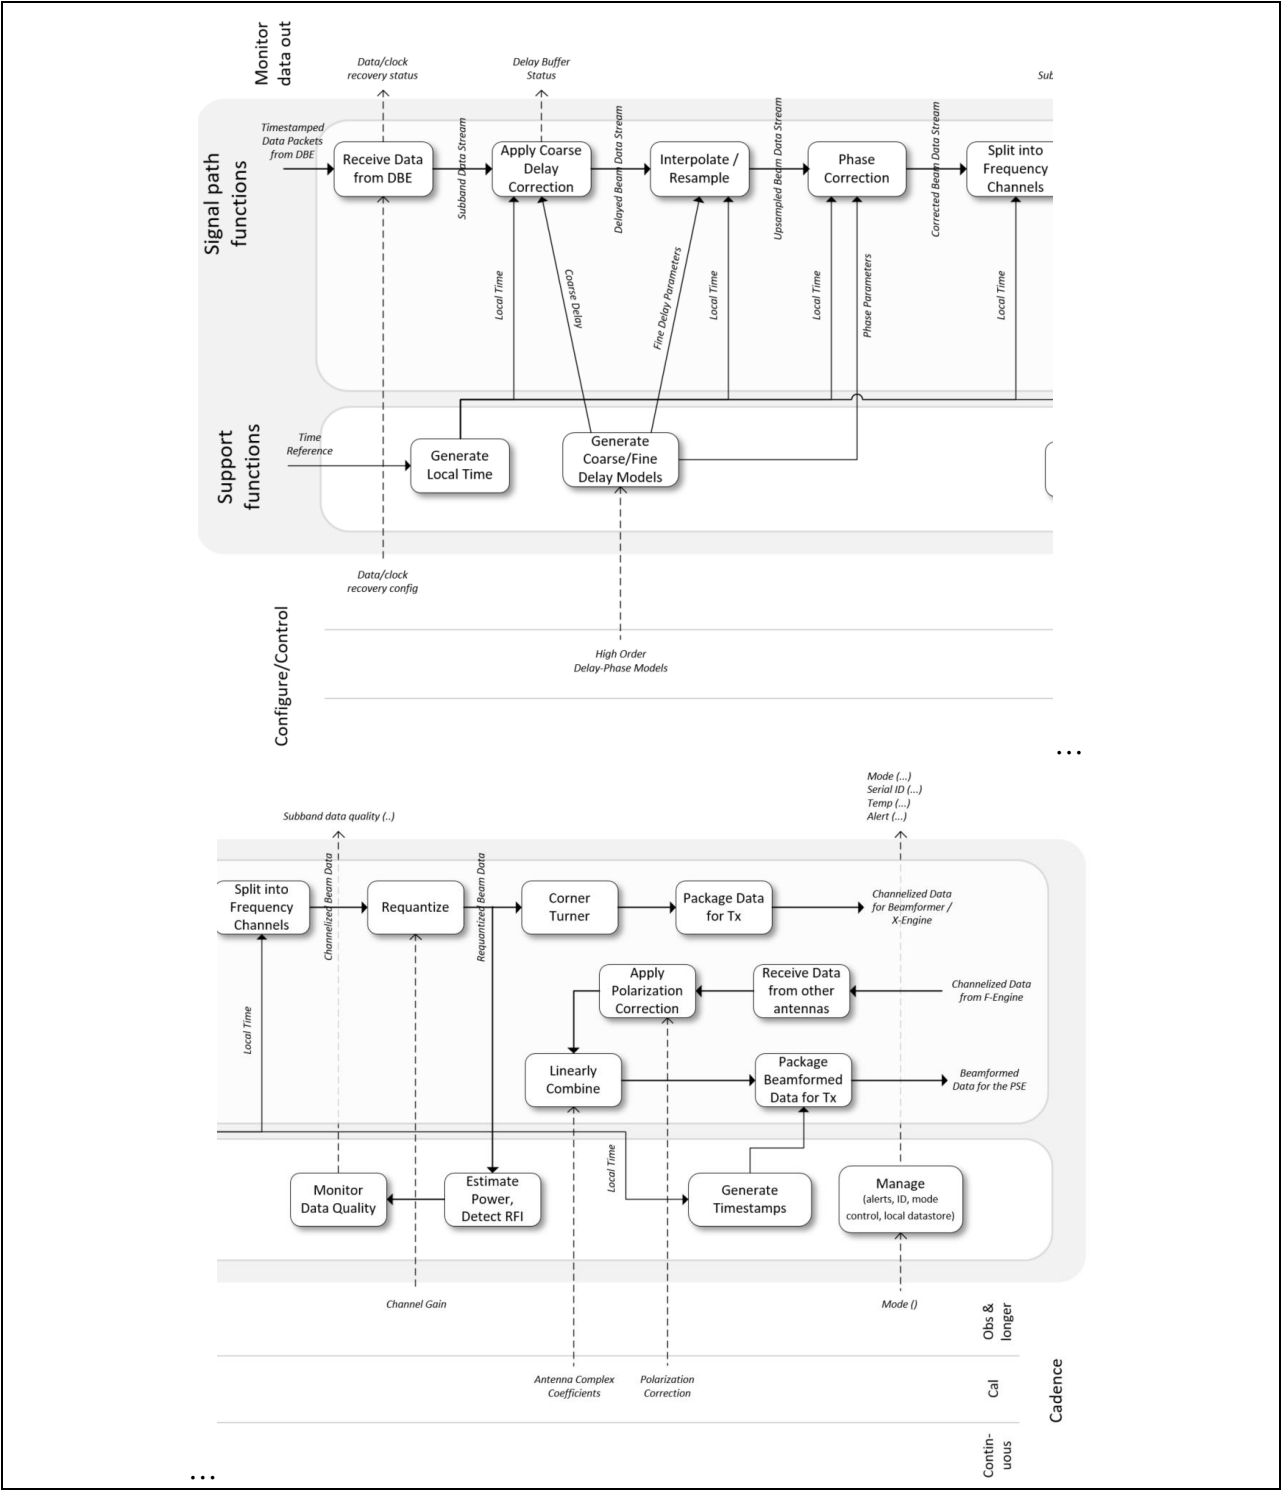 Monitor
data out
Data/clock
recovery status
Delay Buffer
Status
Sub
Signal path
functions
Timestamped
Data Packets
from DBE
Receive Data
from DBE
Subband Data Stream
Apply Coarse
Delay
Correction
Delayed Beam Data Stream
Interpolate /
Resample
Upsampled Beam Data Stream
Phase
Correction
Corrected Beam Data Stream
Split into
Frequency
Channels
Local Time
Coarse Delay
Fine Delay Parameters
Local Time
Local Time
Phase Parameters
Local Time
Support
functions
Time
Reference
Generate
Local Time
Generate
Coarse/Fine
Delay Models
Data/clock
recovery config
Configure/Control
High Order
Delay-Phase Models
...
Mode (...)
Serial ID (...)
Temp (...)
Alert (...)
Subband data quality (..)
Split into
Frequency
Channels
Channelized Beam Data
Requantize
Requantized Beam Data
Corner
Turner
Package Data
for Tx
Channelized Data
for Beamformer /
X-Engine
Apply
Polarization
Correction
Receive Data
from other
antennas
Channelized Data
from F-Engine
Local Time
Linearly
Combine
Package
Beamformed
Data for Tx
Beamformed
Data for the PSE
Monitor
Data Quality
Estimate
Power,
Detect RFI
Local Time
Generate
Timestamps
Manage
(alerts, ID, mode
control, local datastore)
Channel Gain
Mode ()
Obs &
longer
Antenna Complex
Coefficients
Polarization
Correction
Cal
Cadence
Contin-
uous
...